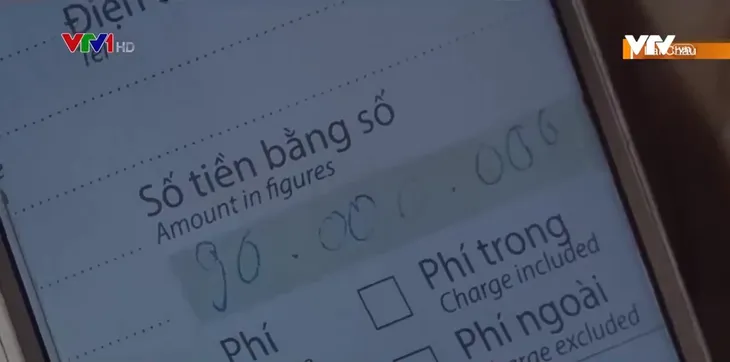 Điện
Tel
VTV1 HD
VTV
Số tiền bằng số
Amount in figures
90.000.000
Phí trong
Charge included
Phí
Phí ngoài
excluded